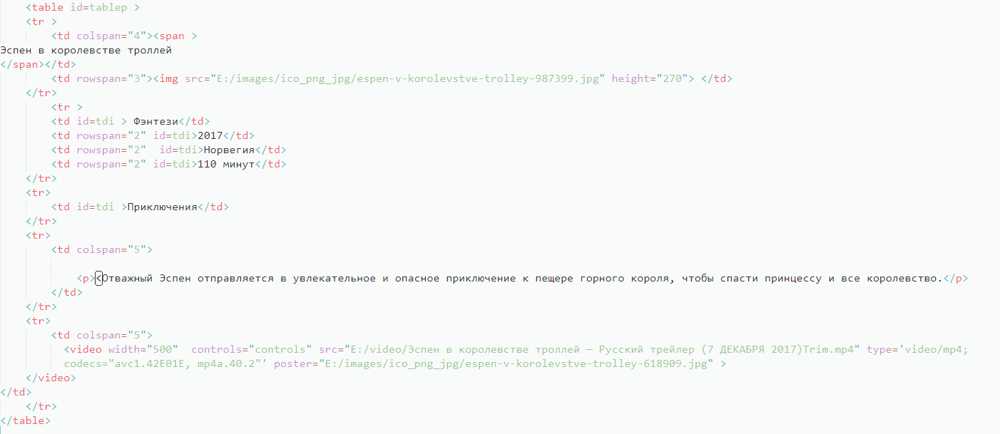 <table id=tablep >
<tr >
<td colspan="4"><span >
Эспен в королевстве троллей
</span></td>
<td rowspan="3"><img src="E:/images/ico_png_jpg/espen-v-korolevstve-trolley-987399.jpg" height="270"> </td>
</tr>
<tr >
<td id=tdi > Фэнтези</td>
<td rowspan="2" id=tdi>2017</td>
<td rowspan="2"  id=tdi>Норвегия</td>
<td rowspan="2" id=tdi>110 минут</td>
</tr>
<tr>
<td id=tdi >Приключения</td>
</tr>
<tr>
<td colspan="5">
<p><Отважный Эспен отправляется в увлекательное и опасное приключение к пещере горного короля, чтобы спасти принцессу и все королевство.</p>
</td>
</tr>
<tr>
<td colspan="5">
<video width="500"  controls="controls" src="E:/video/Эспен в королевстве троллей — Русский трейлер (7 ДЕКАБРЯ 2017)Trim.mp4" type='video/mp4;
codecs="avc1.42E01E, mp4a.40.2"' poster="E:/images/ico_png_jpg/espen-v-korolevstve-trolley-618909.jpg" >
</video>
</td>
</tr>
</table>